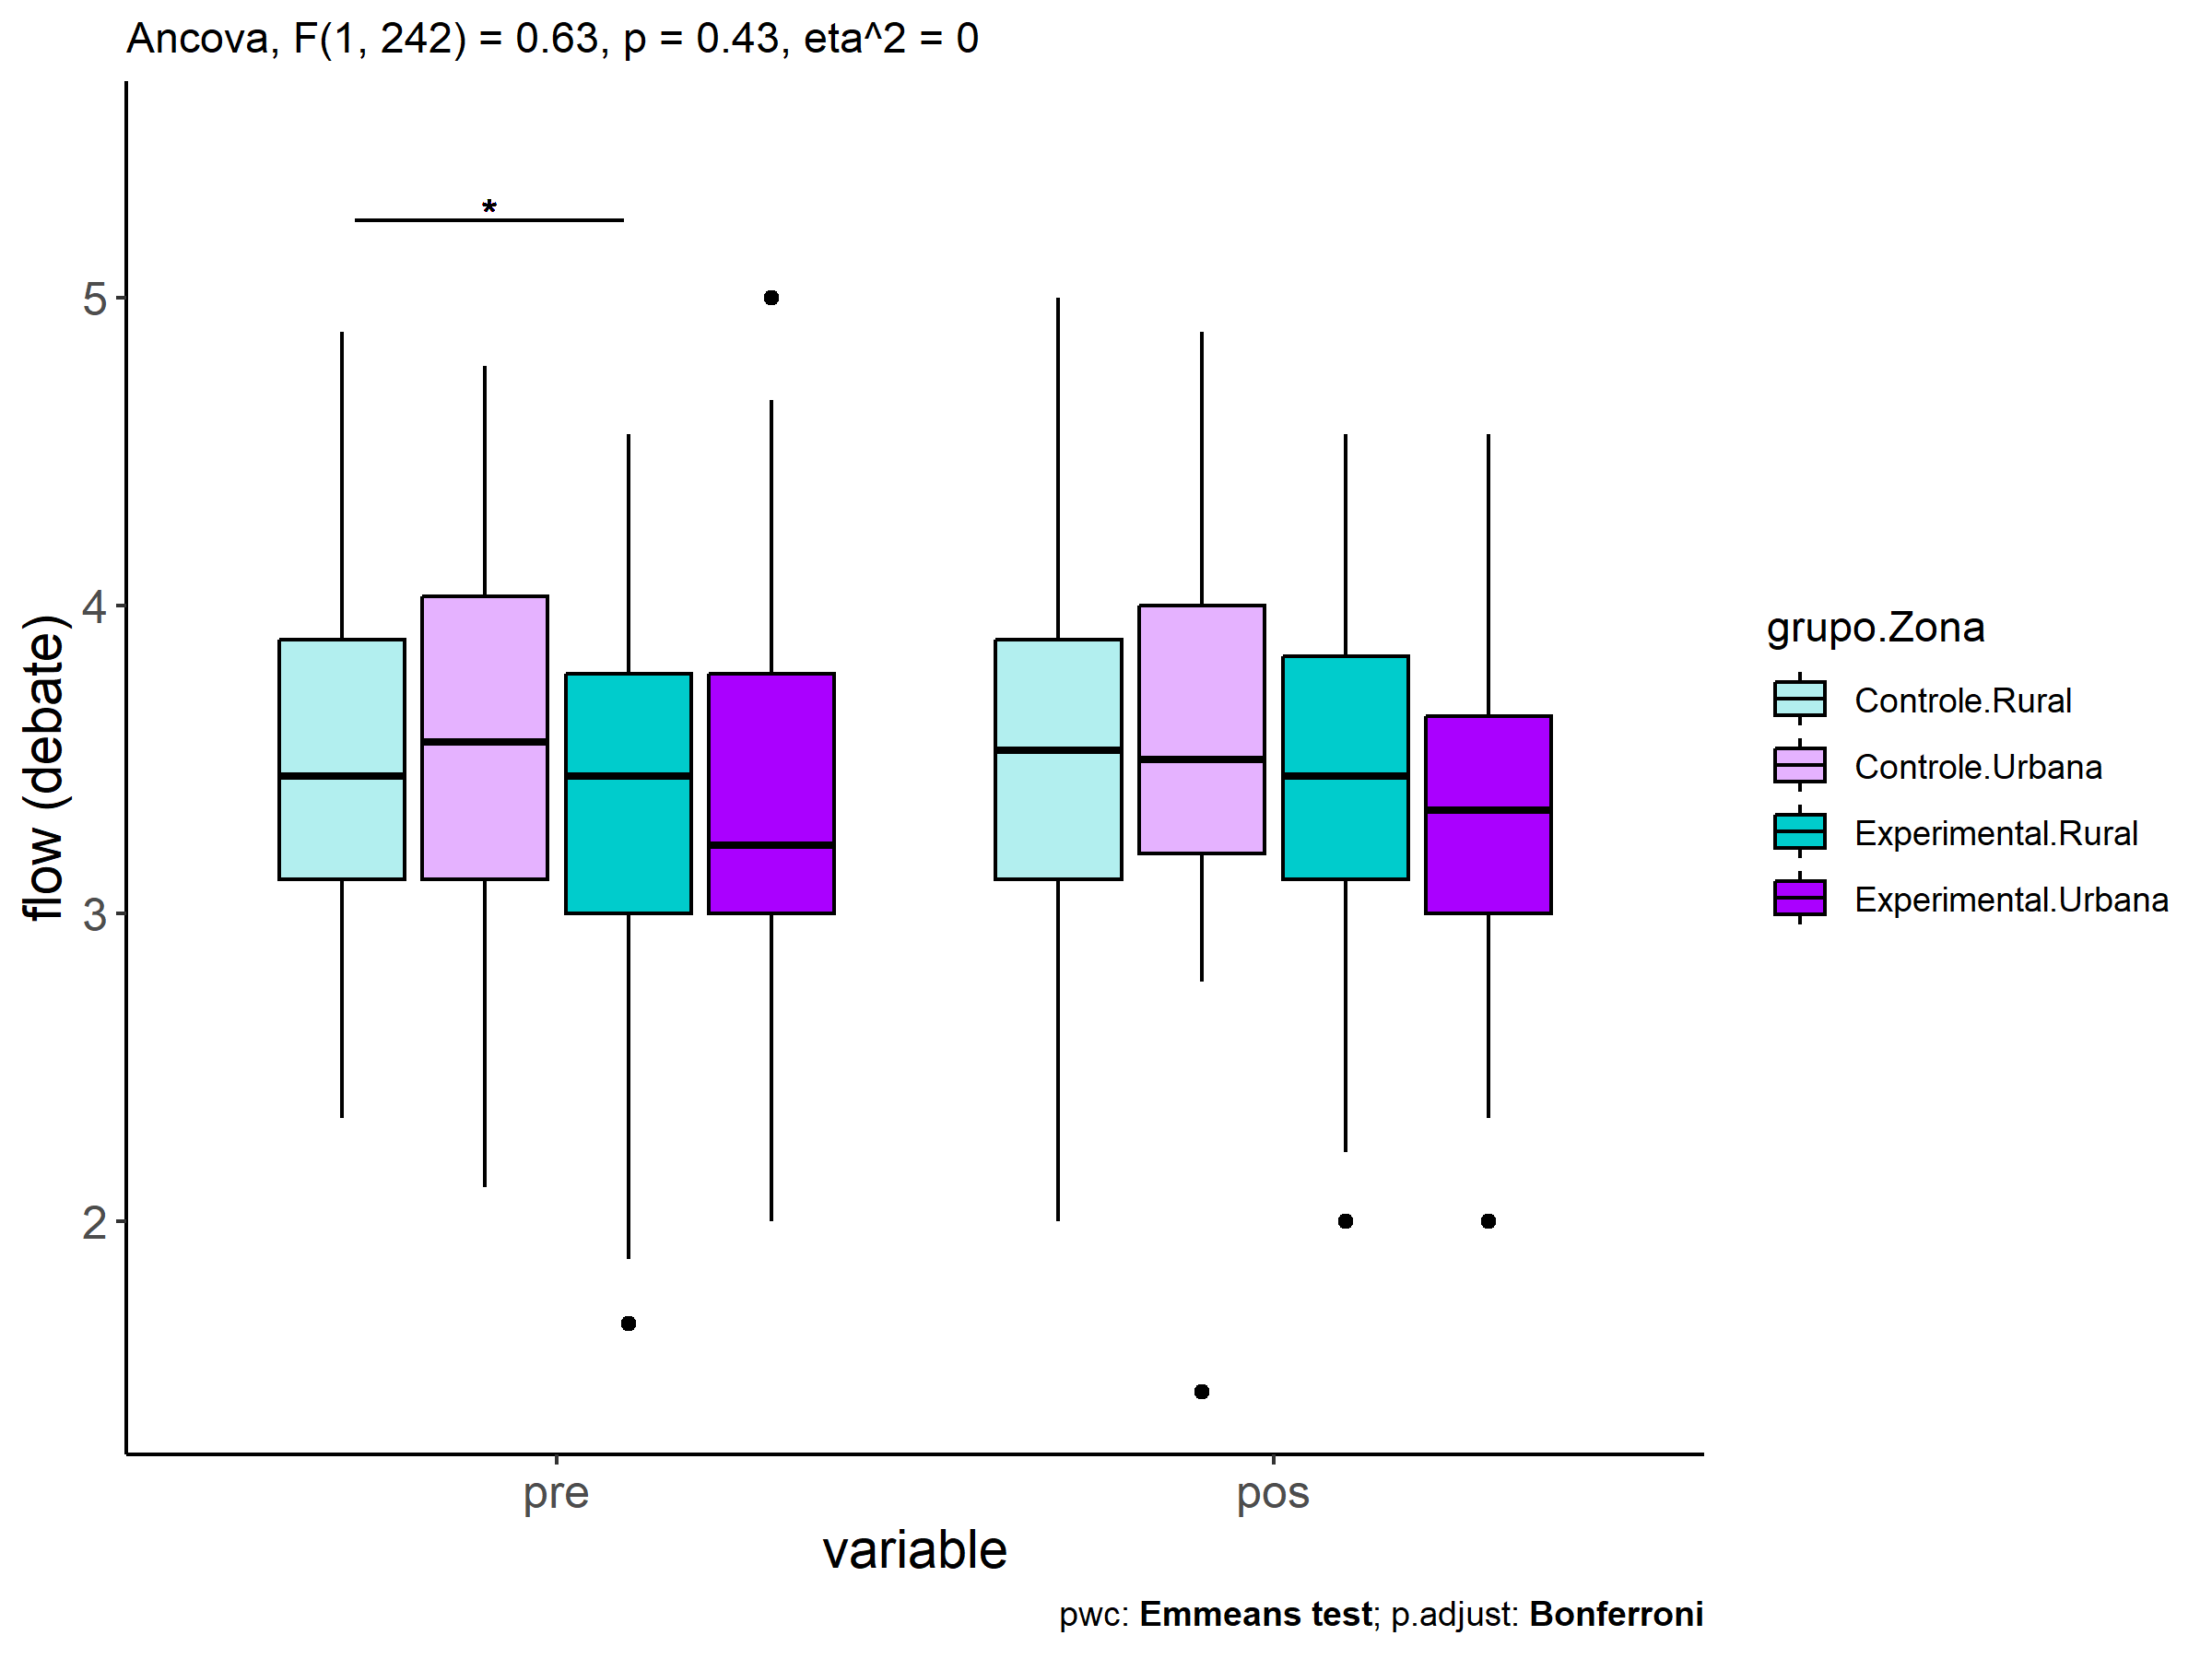 Ancova, F(1, 242) = 0.63, p = 0.43, eta^2 = 0
*
5
4
3
2
flow (debate)
pre
pos
variable
grupo.Zona
Controle.Rural
Controle.Urbana
Experimental.Rural
Experimental.Urbana
pwc: Emmeans test; p.adjust: Bonferroni